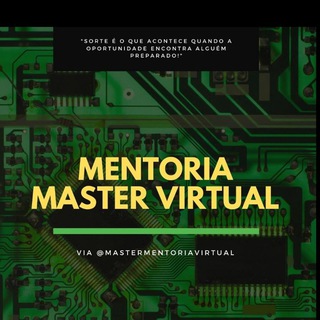 "SORTE É O QUE ACONTECE QUANDO A
OPORTUNIDADE ENCONTRA ALGUÉM
PREPARADO!"
MENTORIA
MASTER VIRTUAL
VIA @MASTERMENTORIAVIRTUAL